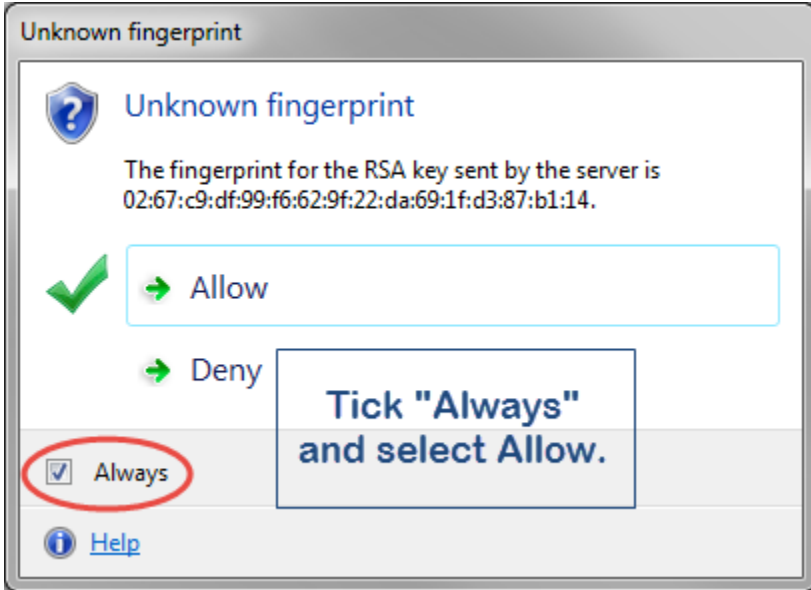 Unknown fingerprint
Unknown fingerprint
The fingerprint for the RSA key sent by the server is
02:67:c9:df:99:f6:62:9f:22:da:69:1f:d3:87:b1:14.
Allow
Deny
Tick "Always"
and select Allow.
Always
Help